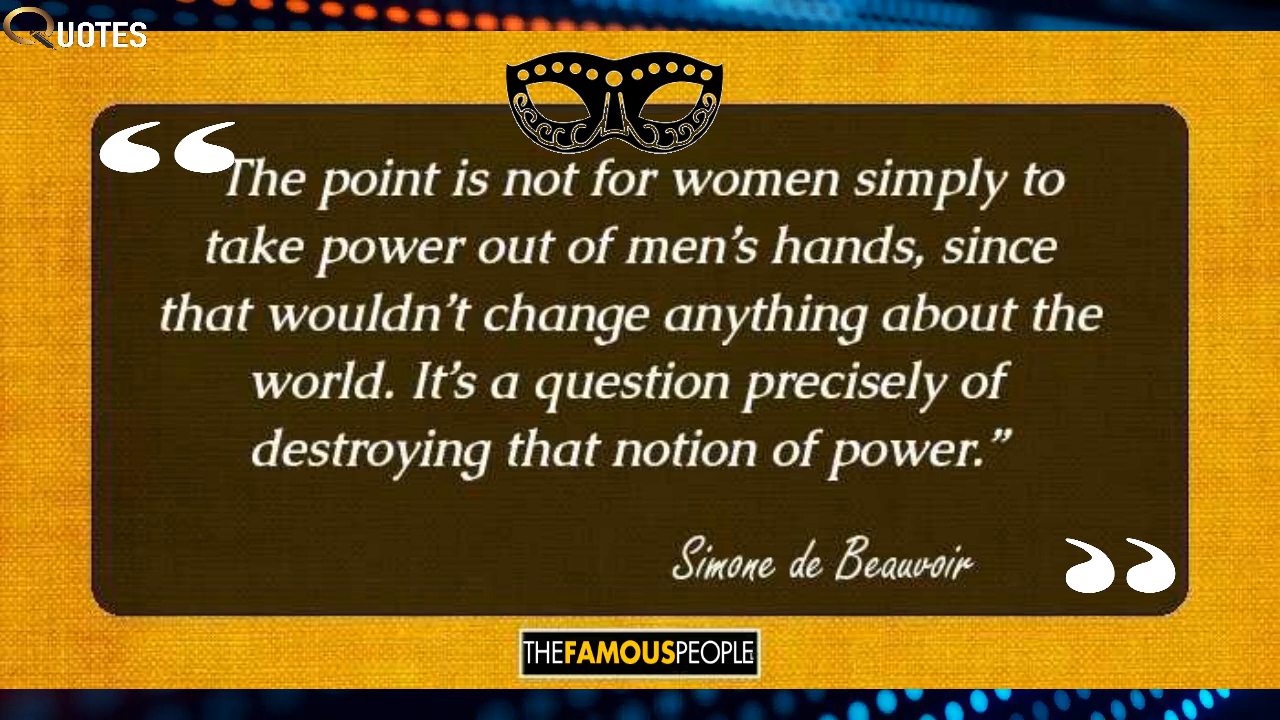 QUOTES
“The point is not for women simply to
take power out of men’s hands, since
that wouldn’t change anything about the
world. It’s a question precisely of
destroying that notion of power.”
Simone de Beauvoir
”
THEFAMOUSPEOPLE